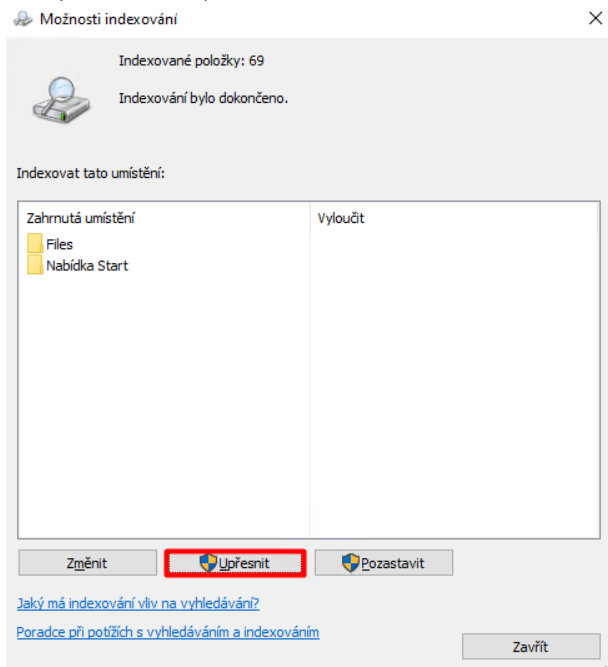 Možnosti indexování
Indexované položky: 69
Indexování bylo dokončeno.
Indexovat tato umístění:
Zahrnutá umístění Vyloučit
Files
Nabídka Start
Změnit Upřesnit Pozastavit
Jaký má indexování vliv na vyhledávání?
Poradce při potížích s vyhledáváním a indexováním
Zavřít